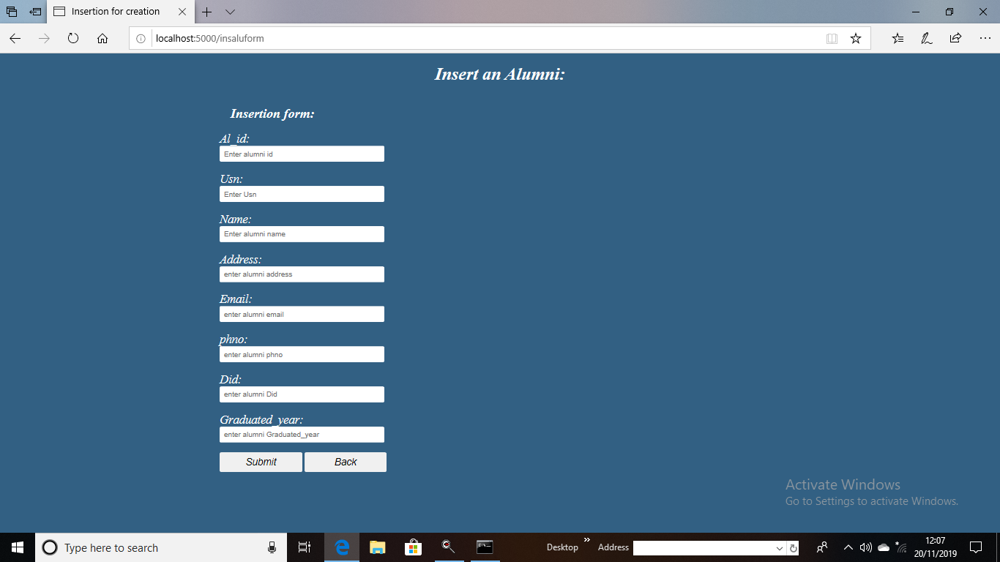 Insertion for creation
localhost:5000/insaluform
Insert an Alumni:
Insertion form:
Al_id:
Enter alumni id
Usn:
Enter Usn
Name:
Enter alumni name
Address:
enter alumni address
Email:
enter alumni email
phno:
enter alumni phno
Did:
enter alumni Did
Graduated_year:
enter alumni Graduated_year
Submit Back
Activate Windows
Go to Settings to activate Windows.
Type here to search
Desktop » Address
12:07
20/11/2019